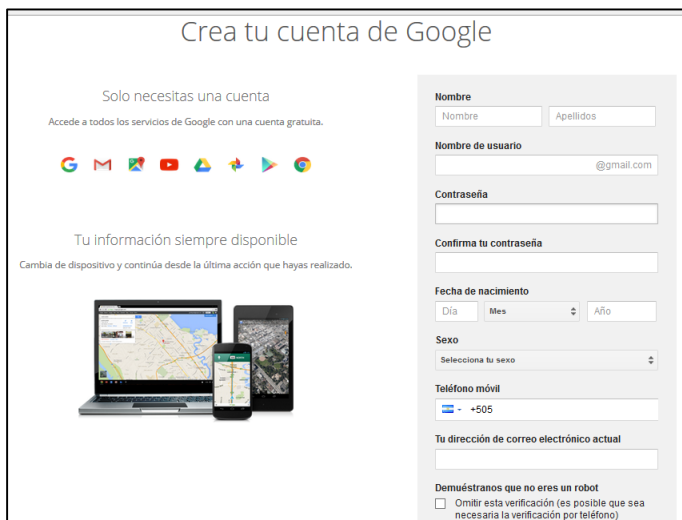 Crea tu cuenta de Google
Solo necesitas una cuenta
Accede a todos los servicios de Google con una cuenta gratuita.
Tu información siempre disponible
Cambia de dispositivo y continúa desde la última acción que hayas realizado.
Nombre
Nombre Apellidos
Nombre de usuario
@gmail.com
Contraseña
Confirma tu contraseña
Fecha de nacimiento
Día Mes Año
Sexo
Selecciona tu sexo
Teléfono móvil
+505
Tu dirección de correo electrónico actual
Demuéstranos que no eres un robot
Omitir esta verificación (es posible que sea
necesaria la verificación por teléfono)